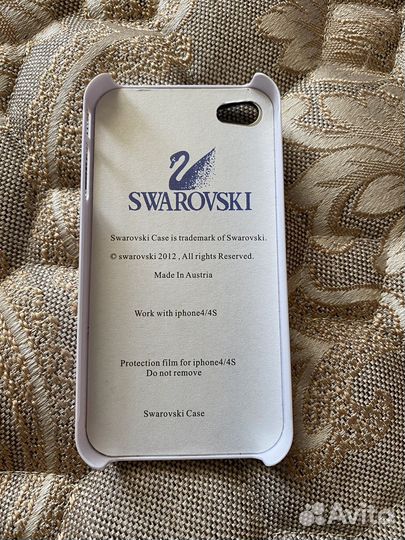 SWAROVSKI
Swarovski Case is trademark of Swarovski.
© swarovski 2012 , All rights Reserved.
Made In Austria
Work with iphone4/4S
Protection film for iphone4/4S
Do not remove
Swarovski Case
Avito